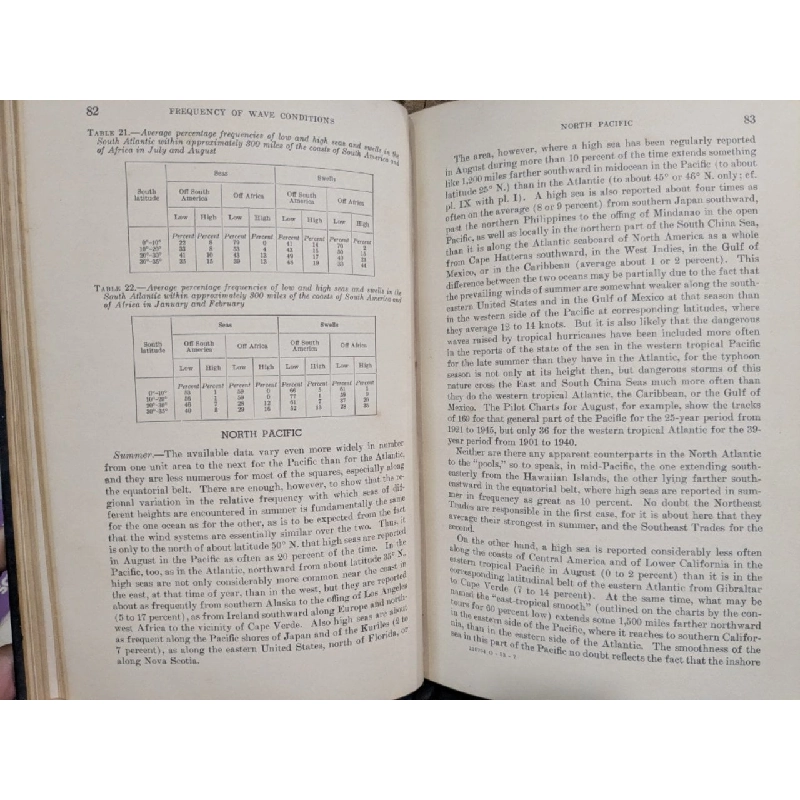 82
FREQUENCY OF WAVE CONDITIONS
TABLE 21.—Average percentage frequencies of low and high seas and swells in the
South Atlantic within approximately 300 miles of the coasts of South America and
of Africa in July and August
Seas
Swells
South latitude
Off South America
Off Africa
Off South America
Off Africa
Low High Low High Low High Low High
Percent Percent Percent Percent Percent Percent Percent Percent
TABLE 22.—Average percentage frequencies of low and high seas and swells in the
South Atlantic within approximately 300 miles of the coasts of South America and
of Africa in January and February
Seas
Swells
South latitude
Off South America
Off Africa
Off South America
Off Africa
Low High Low High Low High Low High
Percent Percent Percent Percent Percent Percent Percent Percent
NORTH PACIFIC
Summer.—The available data vary even more widely in number
from one unit area to the next for the Pacific than for the Atlantic,
and they are less numerous for most of the squares, especially along
the equatorial belt. There are enough, however, to show that the re-
gional variation in the relative frequency with which seas of dif-
ferent heights are encountered in summer is fundamentally the same
for the one ocean as for the other, as is to be expected from the fact
that the wind systems are essentially similar over the two. Thus, it
is only to the north of about latitude 50° N. that high seas are reported
in August in the Pacific as often as 20 percent of the time. In the
Pacific, too, as in the Atlantic, northward from about latitude 35° N.,
high seas are not only considerably more common near the coast in
the east, at that time of year, than in the west, but they are reported
about as frequently from southern Alaska to the offing of Los Angeles
(5 to 17 percent), as from Ireland southward along Europe and north-
west Africa to the vicinity of Cape Verde. Also high seas are about
as frequent along the Pacific shores of Japan and of the Kuriles (2 to
7 percent), as along the eastern United States, north of Florida, or
along Nova Scotia.
NORTH PACIFIC
83
The area, however, where a high sea has been regularly reported
in August during more than 10 percent of the time extends something
like 1,200 miles farther southward in midocean in the Pacific (to about
latitude 25° N.) than in the Atlantic (to about 45° or 46° N. only; cf.
pl. IX with pl. 1). A high sea is also reported about four times as
often on the average (8 or 9 percent) from southern Japan southward,
past the northern Philippines to the offing of Mindanao in the open
Pacific, as well as locally in the northern part of the South China Sea,
than it is along the Atlantic seaboard of North America as a whole
from Cape Hatteras southward, in the West Indies, in the Gulf of
Mexico, or in the Caribbean (average about 1 or 2 percent). This
difference between the two oceans may be partially due to the fact that
the prevailing winds of summer are somewhat weaker along the south-
eastern United States and in the Gulf of Mexico at that season than
in the western side of the Pacific at corresponding latitudes, where
they average 12 to 14 knots. But it is also likely that the dangerous
waves raised by tropical hurricanes have been included more often
in the reports of the state of the sea in the western tropical Pacific
for the late summer than they have in the Atlantic, for the typhoon
season is not only at its height then, but dangerous storms of this
nature cross the East and South China Seas much more often than
they do the western tropical Atlantic, the Caribbean, or the Gulf of
Mexico. The Pilot Charts for August, for example, show the tracks
of 160 for that general part of the Pacific for the 25-year period from
1921 to 1945, but only 36 for the western tropical Atlantic for the 39-
year period from 1901 to 1940.
Neither are there any apparent counterparts in the North Atlantic
to the "pools," so to speak, in mid-Pacific, the one extending south-
easterly from the Hawaiian Islands, the other lying farther south-
westward in the equatorial belt, where high seas are reported in sum-
mer in frequency as great as 10 percent. No doubt the Northeast
Trades are responsible in the first case, for it is about here that they
average their strongest in summer, and the Southeast Trades for the
second.
On the other hand, a high sea is reported considerably less often
along the coasts of Central America and of Lower California in the
eastern tropical Pacific in August (0 to 2 percent) than it is in the
corresponding latitudinal belt of the eastern Atlantic from Gibraltar
to Cape Verde (7 to 14 percent). At the same time, what may be
named the "east-tropical smooth" (outlined on the charts by the con-
tours for 60 percent low) extends some 1,500 miles farther northward
in the eastern side of the Pacific, where it reaches to southern Califor-
nia, than in the eastern side of the Atlantic. The smoothness of the
sea in this part of the Pacific no doubt reflects the fact that the inshore